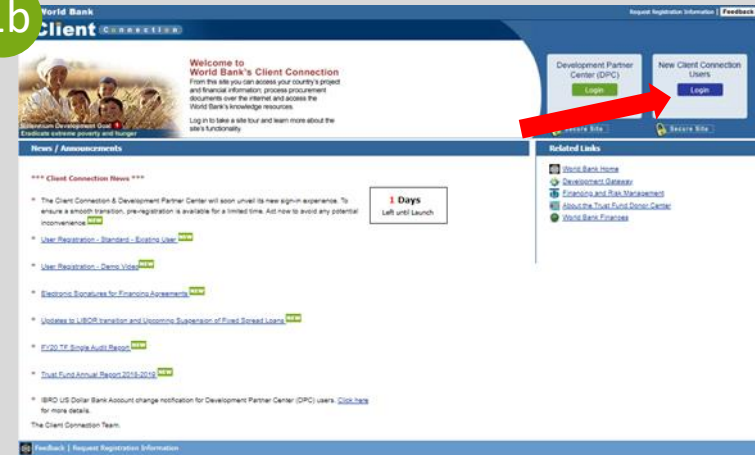 1b
World Bank
Client Connection
Request Registration Information | Feedback
Welcome to
World Bank's Client Connection
From this site you can access your country's project
and financial information; process procurement
documents over the internet and access the
World Bank's knowledge resources.
Log in to take a site tour and learn more about the
site's functionality
Millennium Development Goal 1
Eradicate extreme poverty and hunger
Development Partner
Center (DPC)
Login
Secure Site
New Client Connection
Users
Login
Secure Site
News / Announcements
*** Client Connection News ***
The Client Connection & Development Partner Center will soon unveil its new sign-in experience. To
ensure a smooth transition, pre-registration is available for a limited time. Act now to avoid any potential
inconvenience. NEW
1 Days
Left until Launch
User Registration - Standard - Existing User NEW
User Registration - Demo Video NEW
Electronic Signatures for Financing Agreements NEW
Updates to LIBOR transition and Upcoming Suspension of Fixed Spread Loans NEW
FY20 TF Single Audit Report NEW
Trust Fund Annual Report 2018-2019 NEW
IBRD US Dollar Bank Account change notification for Development Partner Center (DPC) users. Click here
for more details.
The Client Connection Team.
Related Links
World Bank Home
Development Gateway
Financing and Risk Management
About the Trust Fund Donor Center
World Bank Finances
Feedback | Request Registration Information